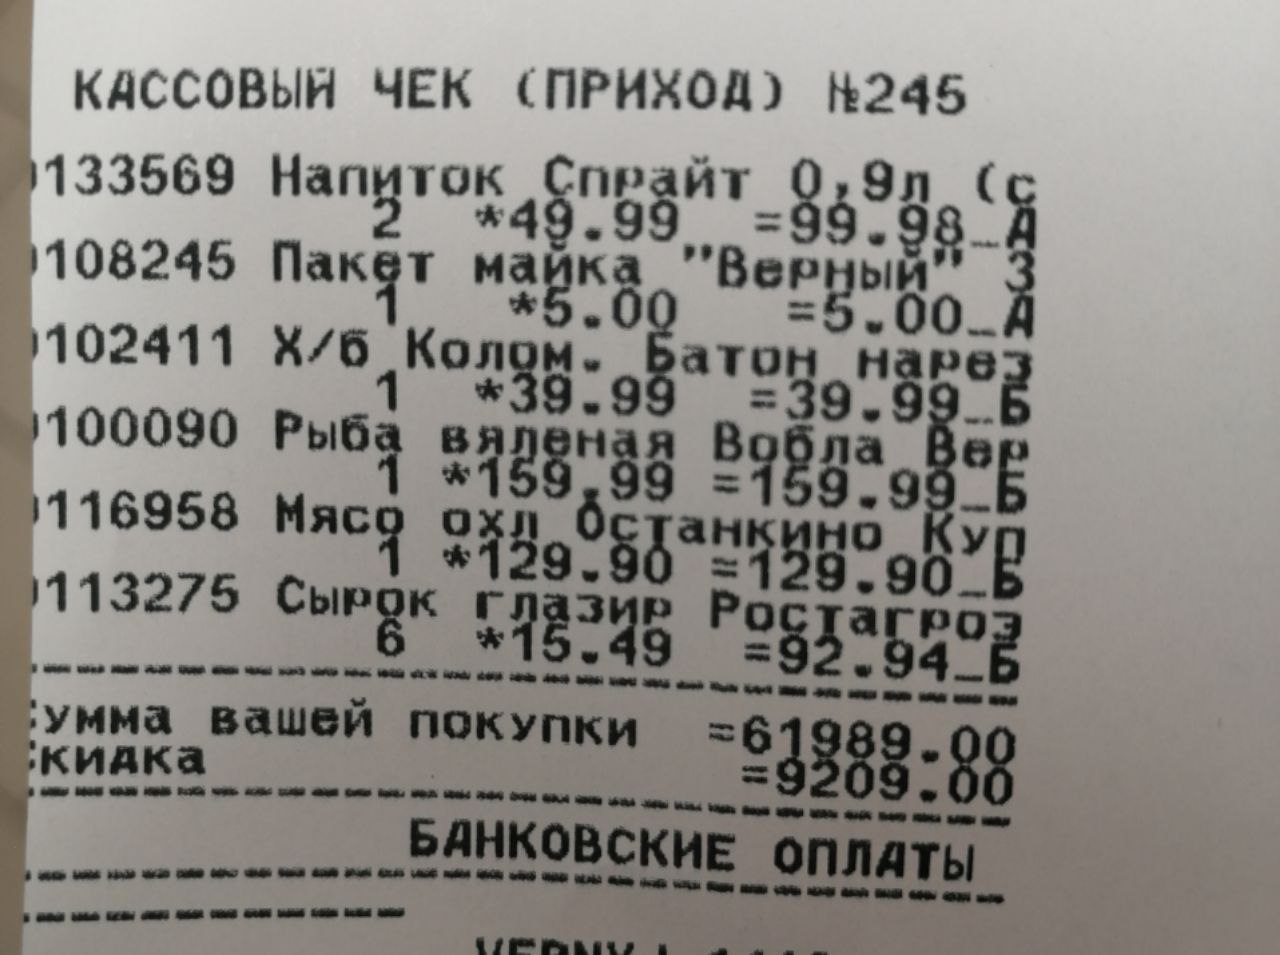 КАССОВЫЙ ЧЕК (ПРИХОД) №245
133569 Напиток Спрайт 0,9л (с
2 *49.99 =99.98_А
108245 Пакет майка "Верный" З
1 *5.00 =5.00_А
102411 Х/б Колом. Батон нарез
1 *39.99 =39.99_Б
100090 Рыба вяленая Вобла Вер
1 *159.99 =159.99_Б
116958 Мясо охл Останкино Куп
1 *129.90 =129.90_Б
113275 Сырок глазир Ростагроэ
6 *15.49 =92.94_Б
Сумма вашей покупки =61989.00
Скидка =9209.00
БАНКОВСКИЕ ОПЛАТЫ